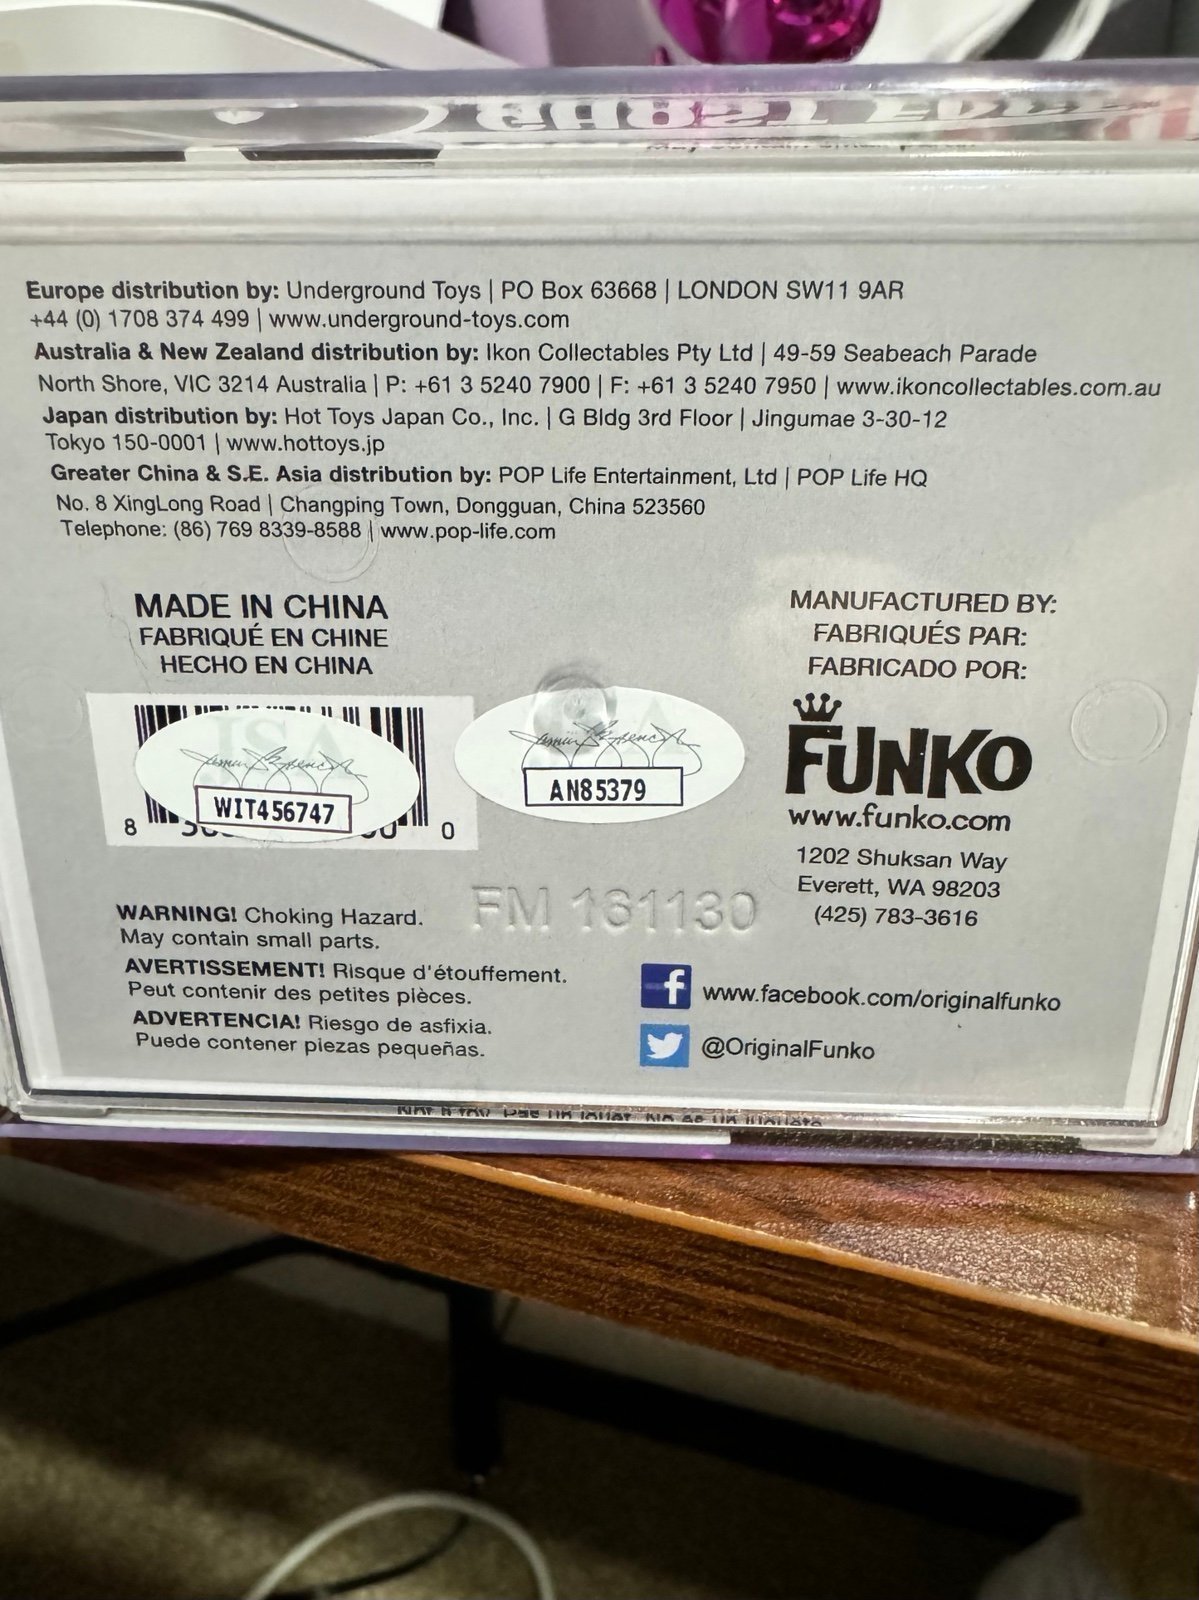 Europe distribution by: Underground Toys | PO Box 63668 | LONDON SW11 9AR
+44 (0) 1708 374 499 | www.underground-toys.com
Australia & New Zealand distribution by: Ikon Collectables Pty Ltd | 49-59 Seabeach Parade
North Shore, VIC 3214 Australia | P: +61 3 5240 7900 | F: +61 3 5240 7950 | www.ikoncollectables.com.au
Japan distribution by: Hot Toys Japan Co., Inc. | G Bldg 3rd Floor | Jingumae 3-30-12
Tokyo 150-0001 | www.hottoys.jp
Greater China & S.E. Asia distribution by: POP Life Entertainment, Ltd | POP Life HQ
No. 8 XingLong Road | Changping Town, Dongguan, China 523560
Telephone: (86) 769 8339-8588 | www.pop-life.com
MADE IN CHINA
FABRIQUÉ EN CHINE
HECHO EN CHINA
JSA
WIT456747
8
0
AN85379
MANUFACTURED BY:
FABRIQUÉS PAR:
FABRICADO POR:
FUNKO
www.funko.com
1202 Shuksan Way
Everett, WA 98203
(425) 783-3616
FM 161130
WARNING! Choking Hazard.
May contain small parts.
AVERTISSEMENT! Risque d'étouffement.
Peut contenir des petites pièces.
ADVERTENCIA! Riesgo de asfixia.
Puede contener piezas pequeñas.
f www.facebook.com/originalfunko
@OriginalFunko